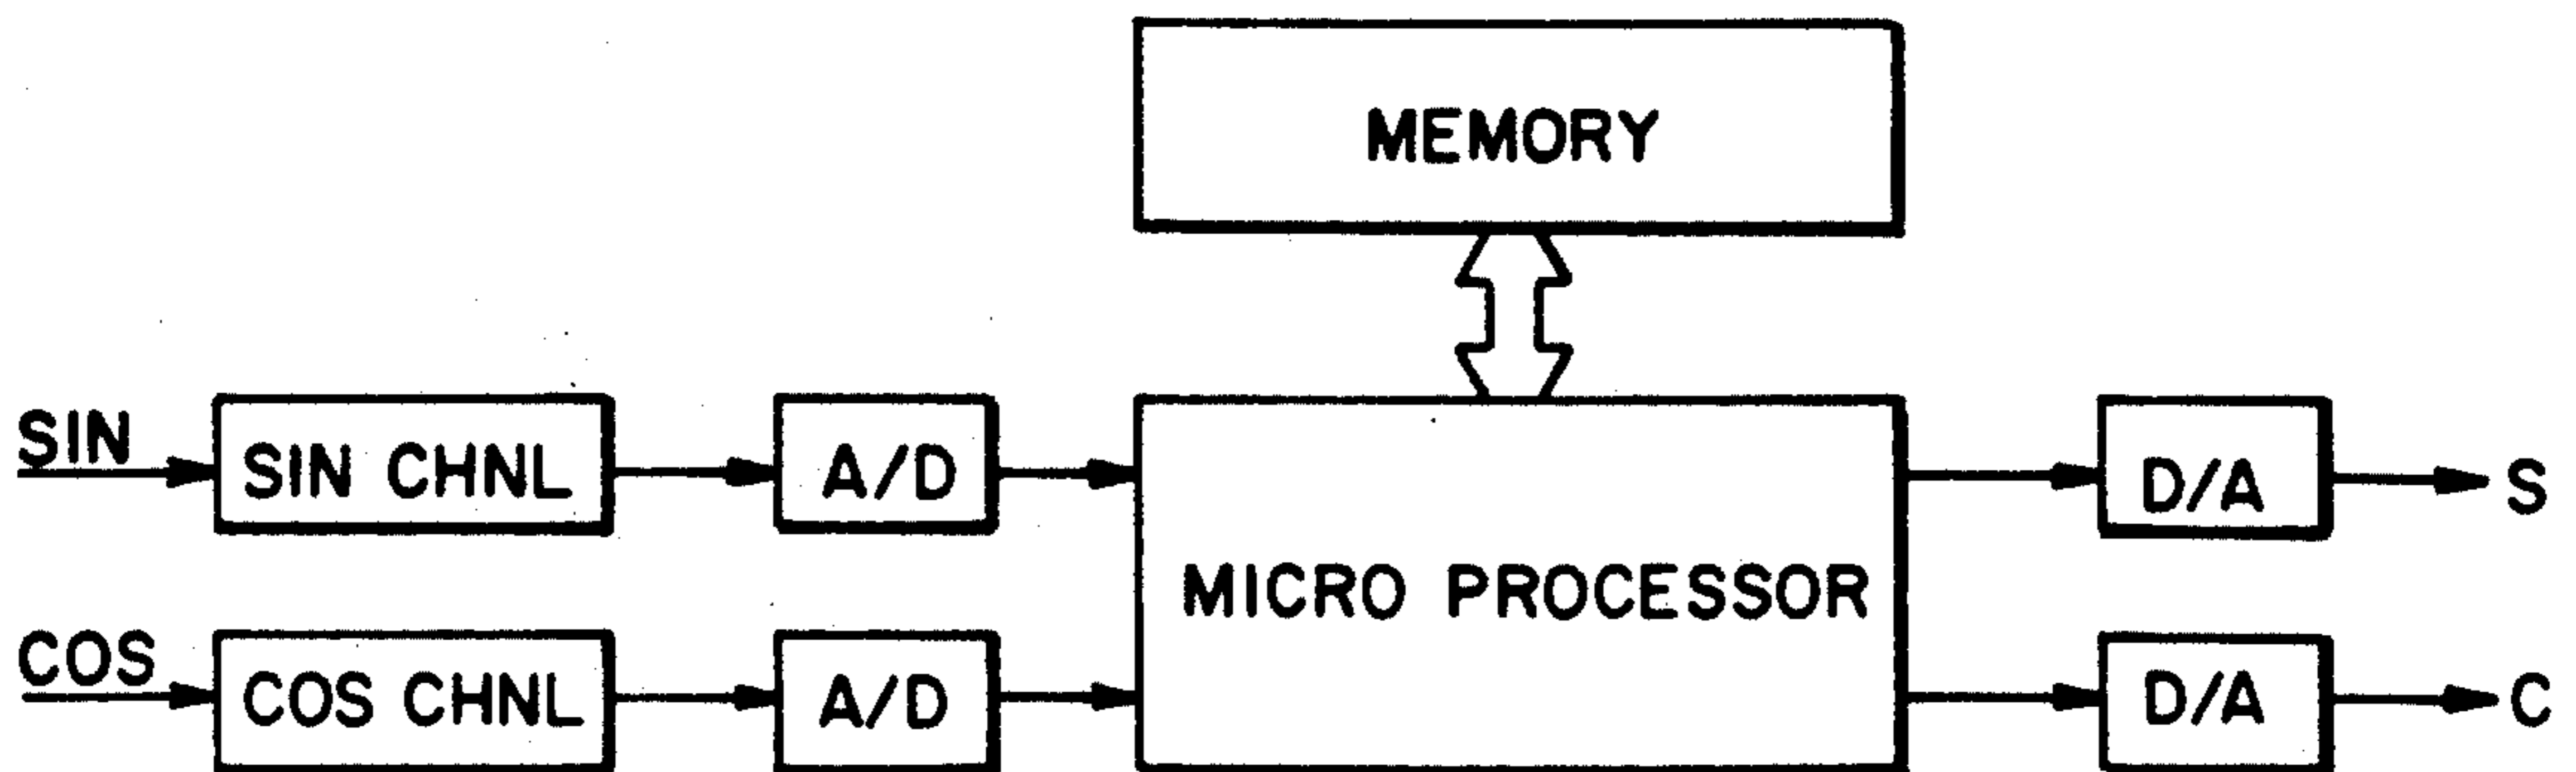 MEMORY
SIN
SIN CHNL
A/D
D/A
S
MICRO PROCESSOR
COS
COS CHNL
A/D
D/A
C